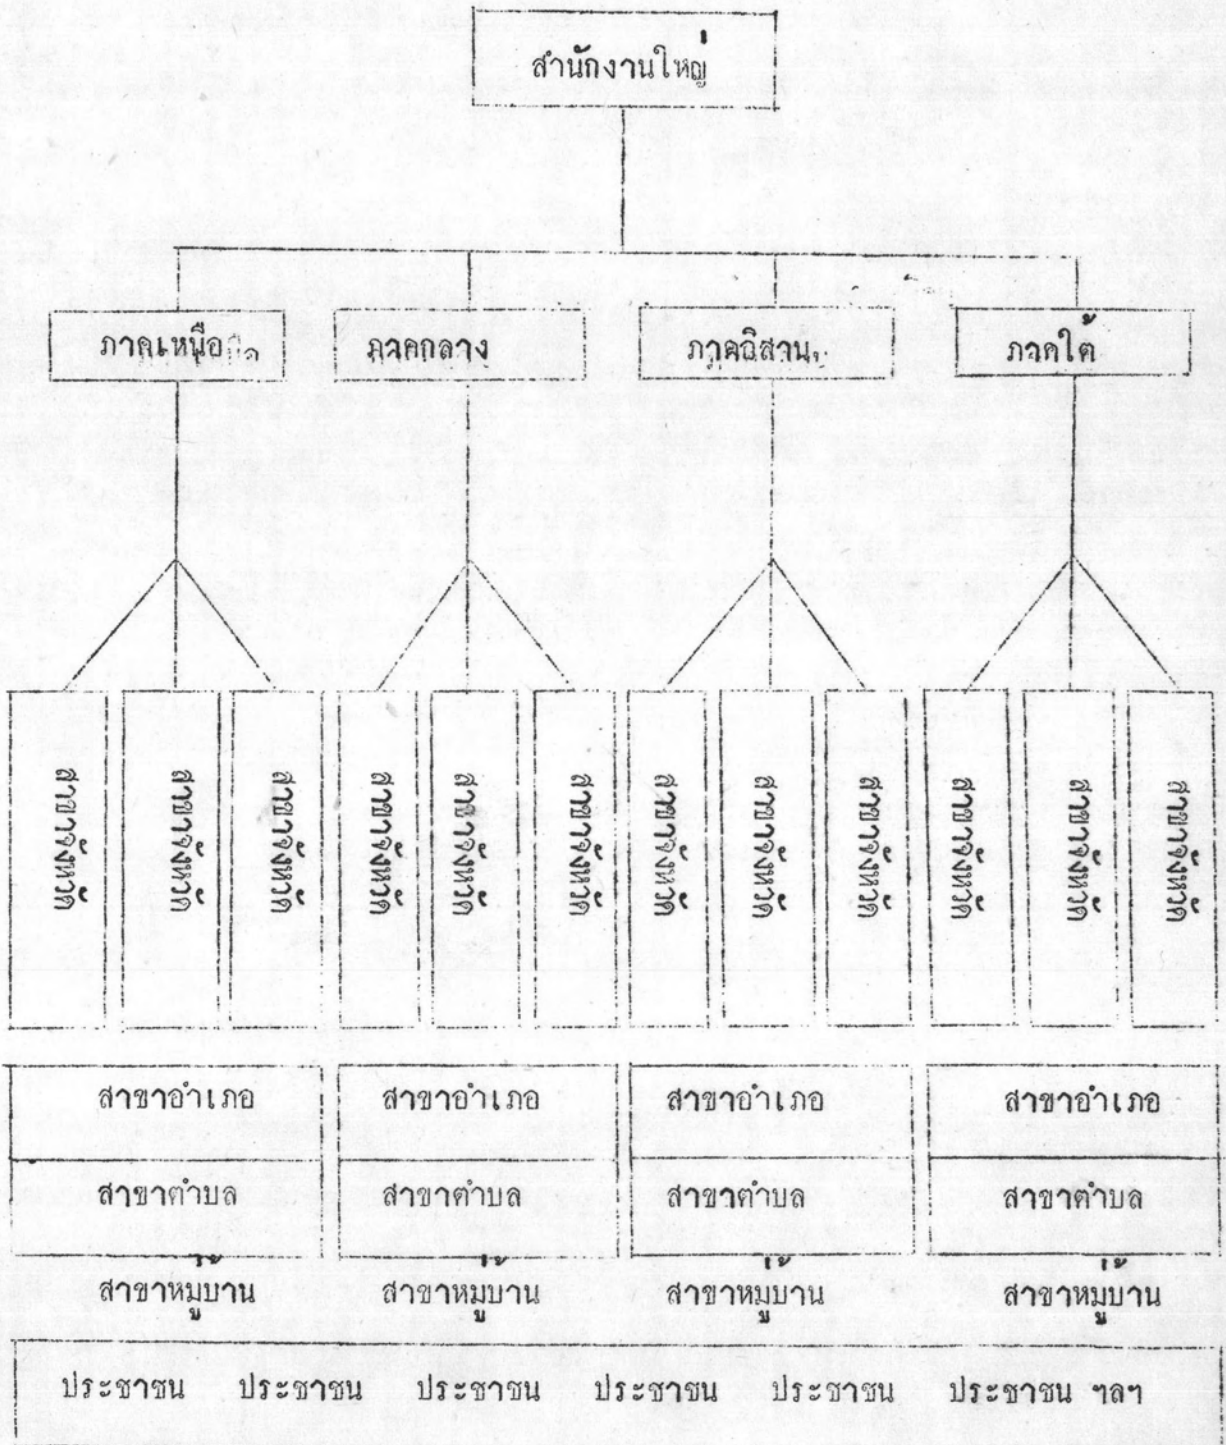 สำนักงานใหญ่
ภาคเหนือ ภาคกลาง ภาคอิสาน ภาคใต้
สาขาจังหวัด สาขาจังหวัด สาขาจังหวัด สาขาจังหวัด สาขาจังหวัด สาขาจังหวัด สาขาจังหวัด สาขาจังหวัด สาขาจังหวัด สาขาจังหวัด สาขาจังหวัด สาขาจังหวัด
สาขาอำเภอ สาขาอำเภอ สาขาอำเภอ สาขาอำเภอ
สาขาตำบล สาขาตำบล สาขาตำบล สาขาตำบล
สาขาหมู่บ้าน สาขาหมู่บ้าน สาขาหมู่บ้าน สาขาหมู่บ้าน
ประชาชน ประชาชน ประชาชน ประชาชน ประชาชน ประชาชน ฯลฯ